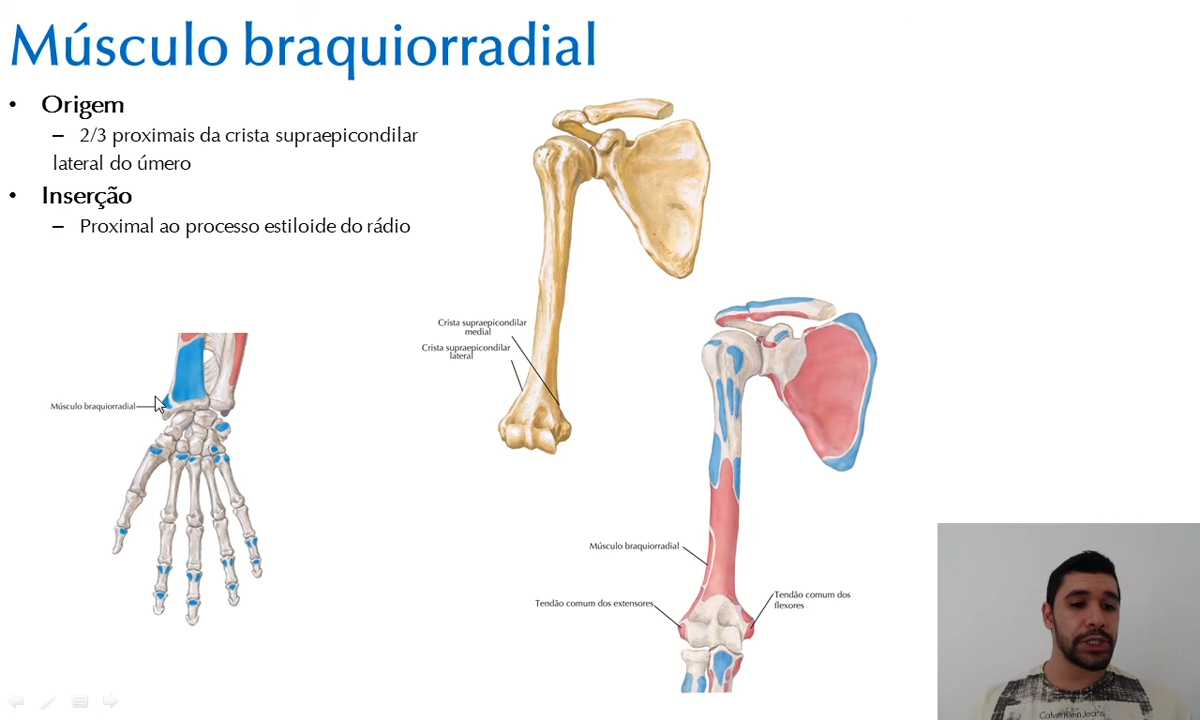 Músculo braquiorradial
• Origem
– 2/3 proximais da crista supraepicondilar
lateral do úmero
• Inserção
– Proximal ao processo estiloide do rádio
Crista supraepicondilar
medial
Crista supraepicondilar
lateral
Músculo braquiorradial
Músculo braquiorradial
Tendão comum dos extensores
Tendão comum dos
flexores
Calvin Klein Jeans